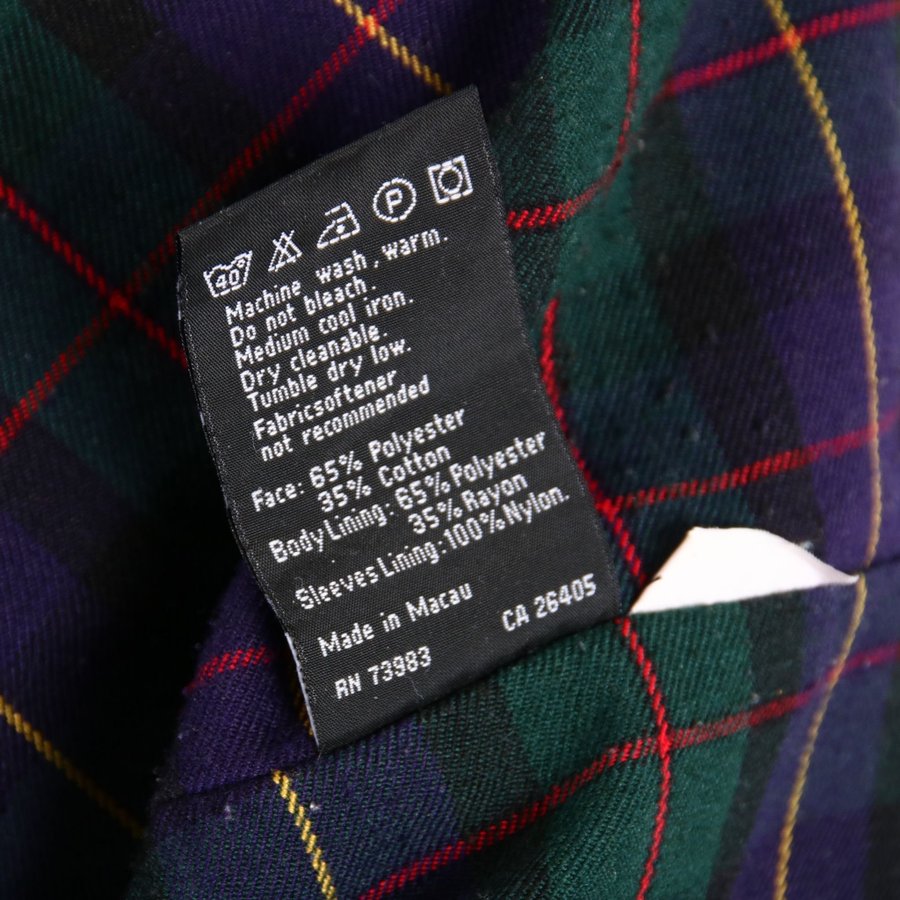 40° P
Machine wash, warm.
Do not bleach.
Medium cool iron.
Dry cleanable.
Tumble dry low.
Fabricsoftener
not recommended
Face: 65% Polyester
35% Cotton
Body Lining: 65% Polyester
35% Rayon
Sleeves Lining: 100% Nylon.
Made in Macau
RN 73983 CA 26405